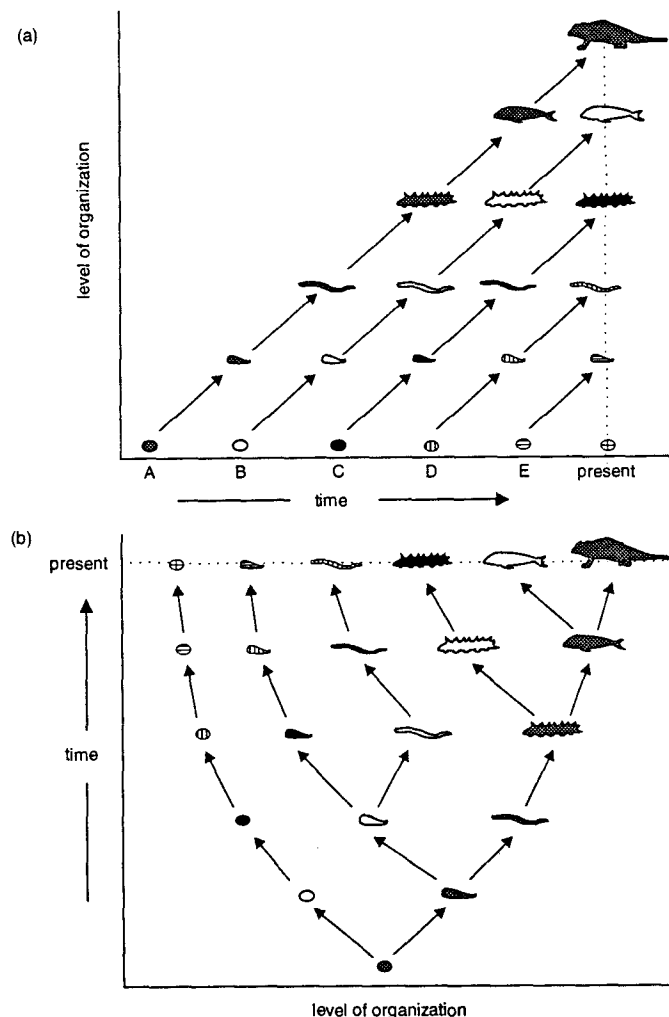 (a)
level of organization
A B C D E present
time
(b)
present
time
level of organization